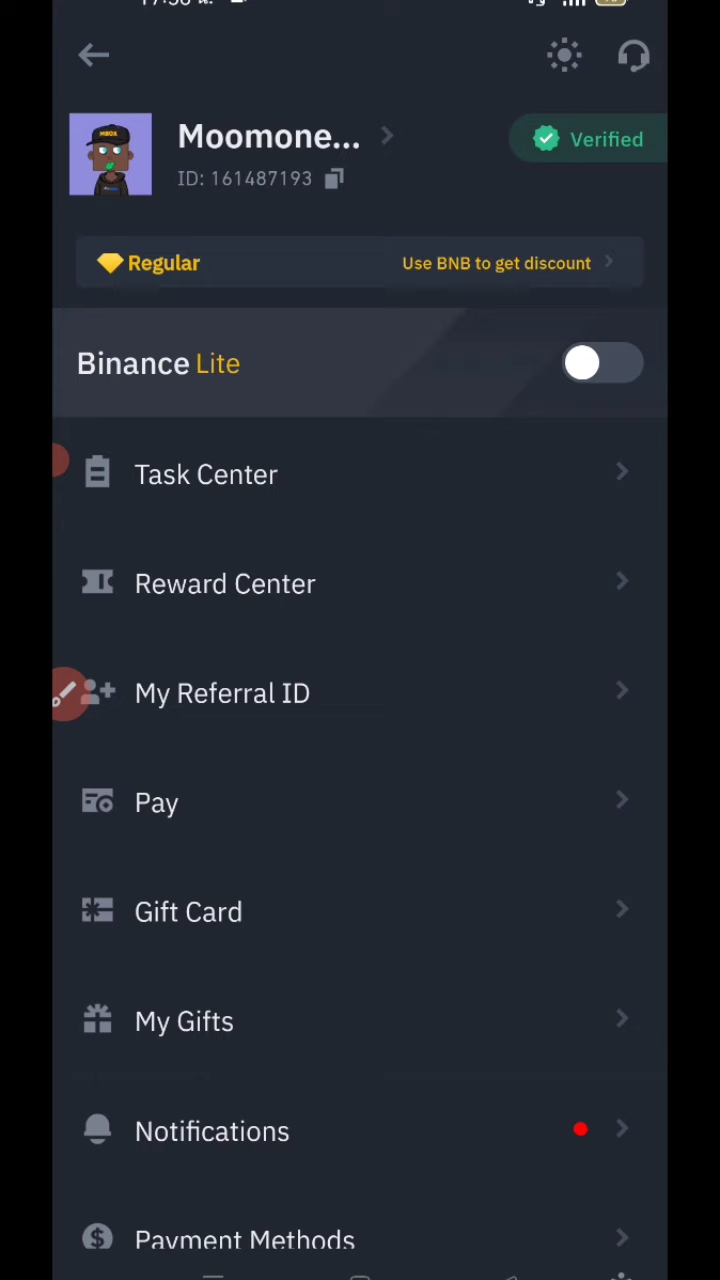 Moomone...
Verified
ID: 161487193
Regular
Use BNB to get discount
Binance Lite
Task Center
Reward Center
My Referral ID
Pay
Gift Card
My Gifts
Notifications
Payment Methods